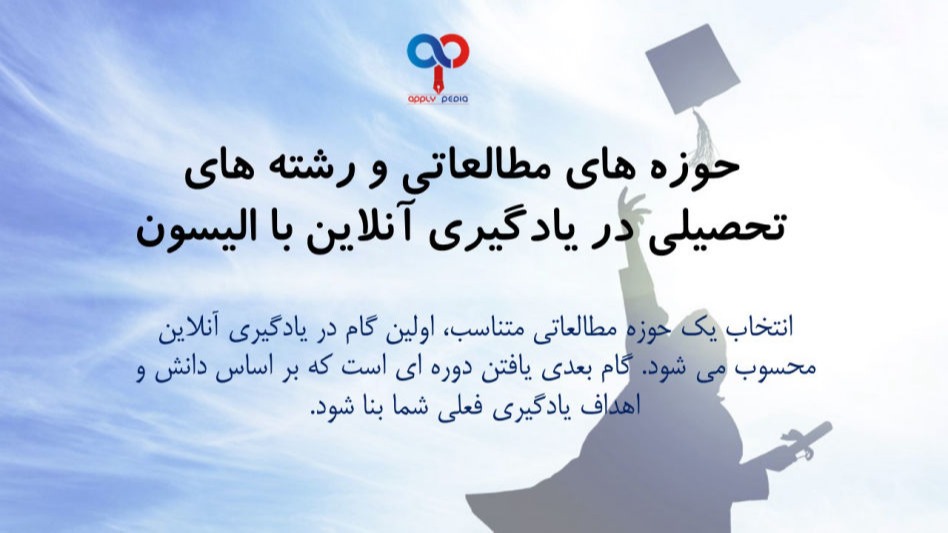 APPLY PEDIA
حوزه های مطالعاتی و رشته های
تحصیلی در یادگیری آنلاین با الیسون
انتخاب یک حوزه مطالعاتی متناسب، اولین گام در یادگیری آنلاین
محسوب می شود. گام بعدی یافتن دوره ای است که بر اساس دانش و
اهداف یادگیری فعلی شما بنا شود.